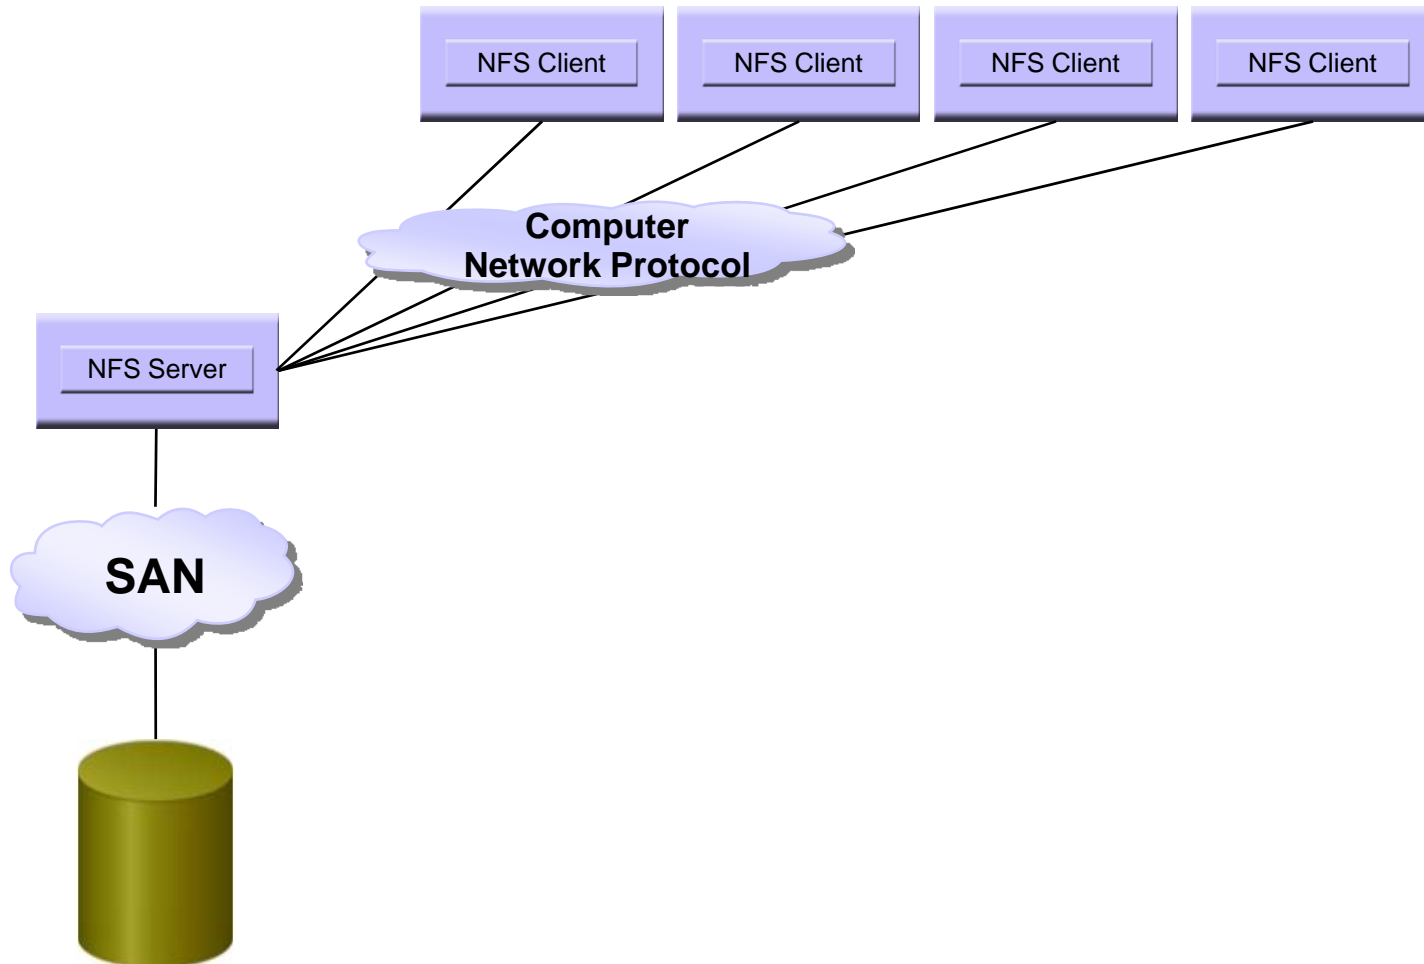 NFS Client
NFS Client
NFS Client
NFS Client
Computer
Network Protocol
NFS Server
SAN